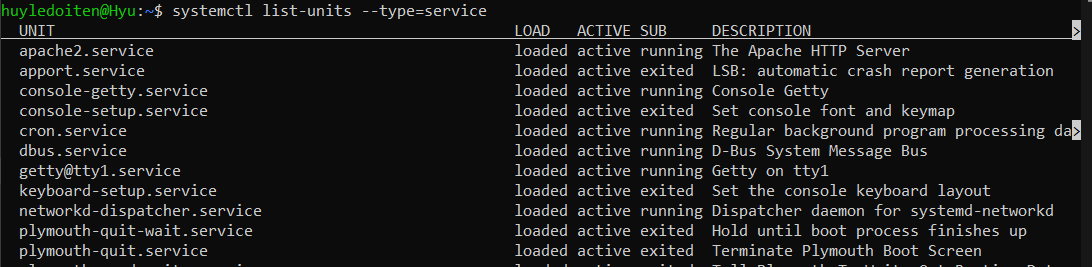 huyledoiten@Hyu:~$ systemctl list-units --type=service
UNIT LOAD ACTIVE SUB DESCRIPTION >
apache2.service loaded active running The Apache HTTP Server
apport.service loaded active exited LSB: automatic crash report generation
console-getty.service loaded active running Console Getty
console-setup.service loaded active exited Set console font and keymap
cron.service loaded active running Regular background program processing da>
dbus.service loaded active running D-Bus System Message Bus
getty@tty1.service loaded active running Getty on tty1
keyboard-setup.service loaded active exited Set the console keyboard layout
networkd-dispatcher.service loaded active running Dispatcher daemon for systemd-networkd
plymouth-quit-wait.service loaded active exited Hold until boot process finishes up
plymouth-quit.service loaded active exited Terminate Plymouth Boot Screen